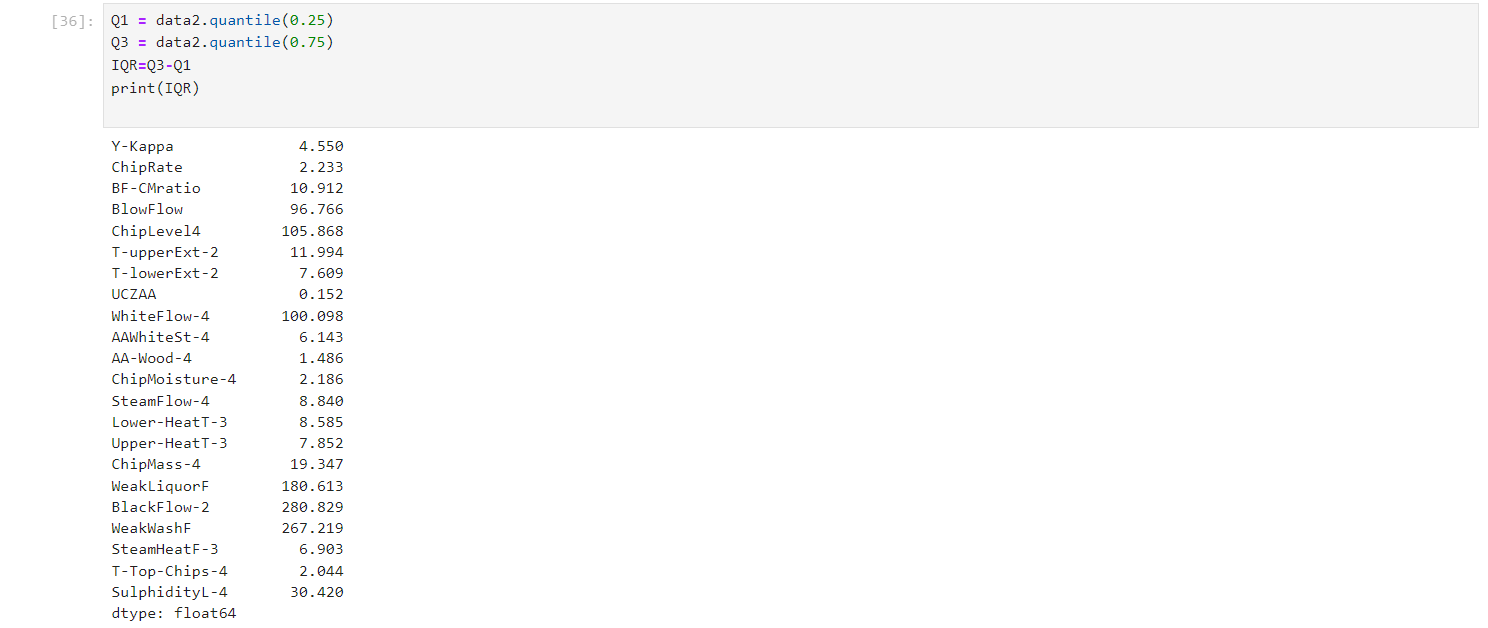 [36]: Q1 = data2.quantile(0.25)
Q3 = data2.quantile(0.75)
IQR=Q3-Q1
print(IQR)
Y-Kappa 4.550
ChipRate 2.233
BF-CMratio 10.912
BlowFlow 96.766
ChipLevel4 105.868
T-upperExt-2 11.994
T-lowerExt-2 7.609
UCZAA 0.152
WhiteFlow-4 100.098
AAWhiteSt-4 6.143
AA-Wood-4 1.486
ChipMoisture-4 2.186
SteamFlow-4 8.840
Lower-HeatT-3 8.585
Upper-HeatT-3 7.852
ChipMass-4 19.347
WeakLiquorF 180.613
BlackFlow-2 280.829
WeakWashF 267.219
SteamHeatF-3 6.903
T-Top-Chips-4 2.044
SulphidityL-4 30.420
dtype: float64